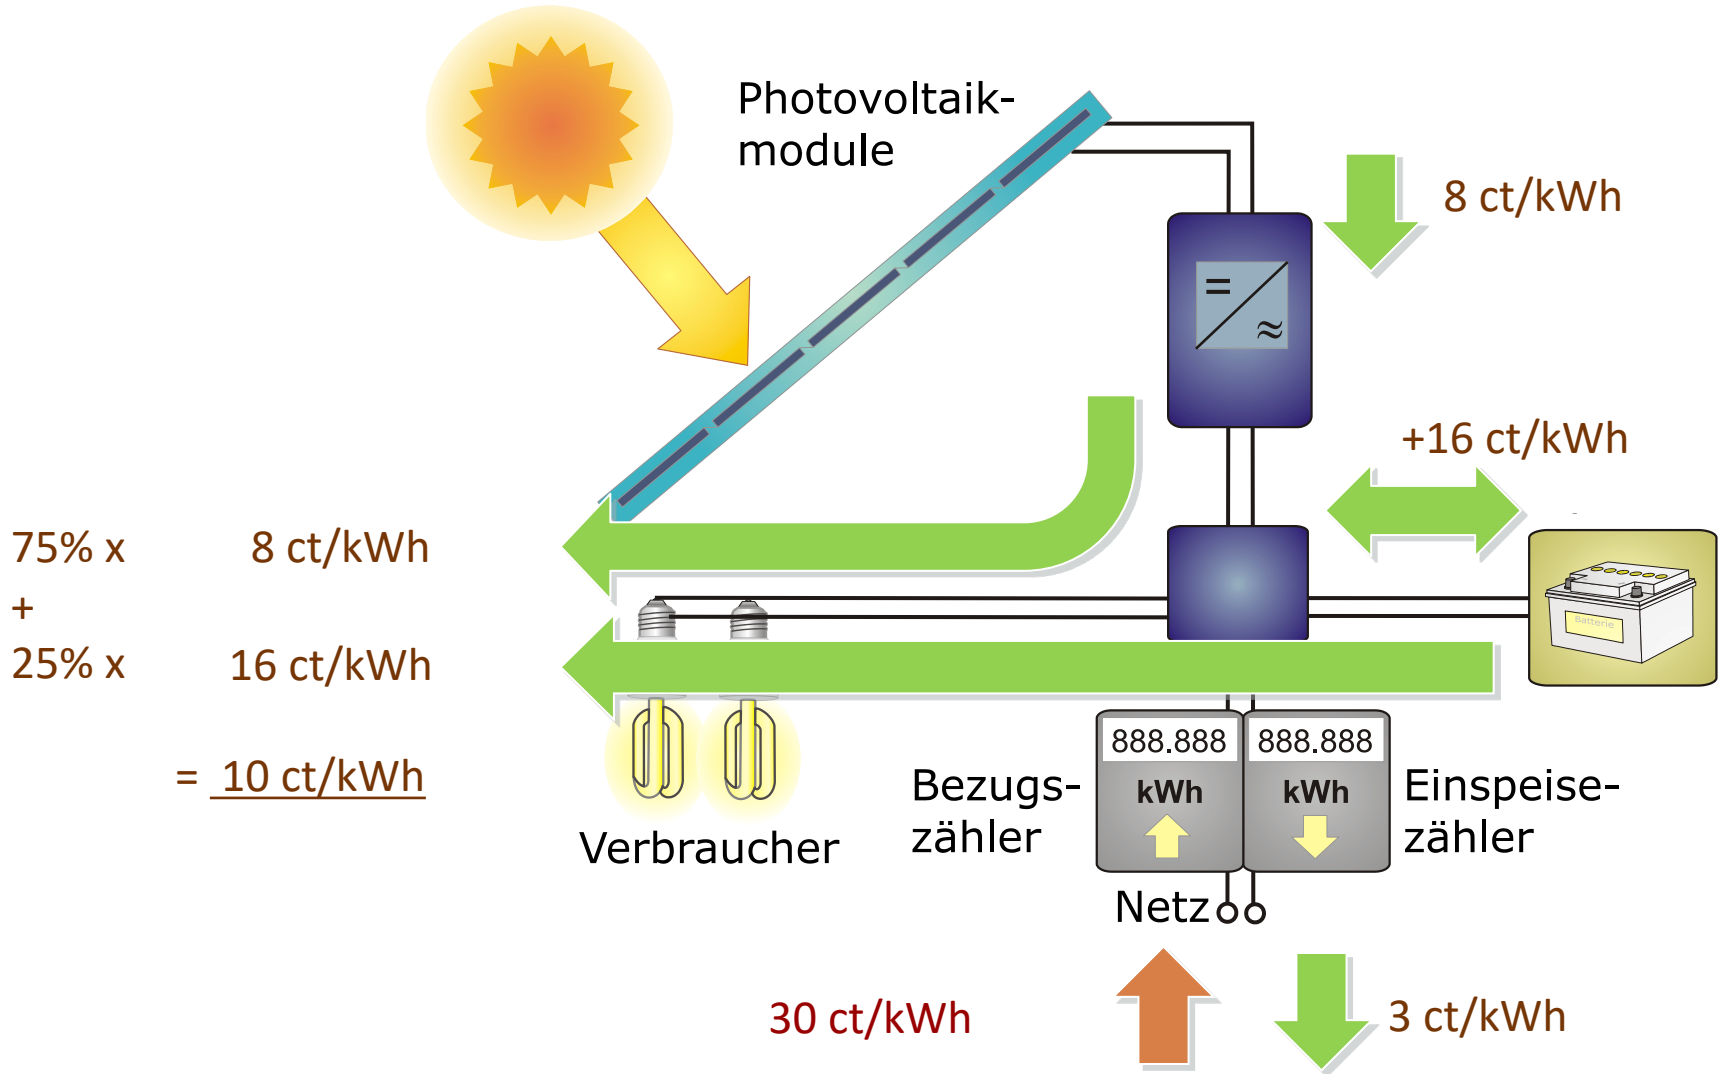 Photovoltaik-
module
8 ct/kWh
=
≈
+16 ct/kWh
75% x 8 ct/kWh
+
25% x 16 ct/kWh
= 10 ct/kWh
Batterie
888.888 888.888
kWh kWh
Bezugs-
zähler
Einspeise-
zähler
Verbraucher
Netz
30 ct/kWh
3 ct/kWh